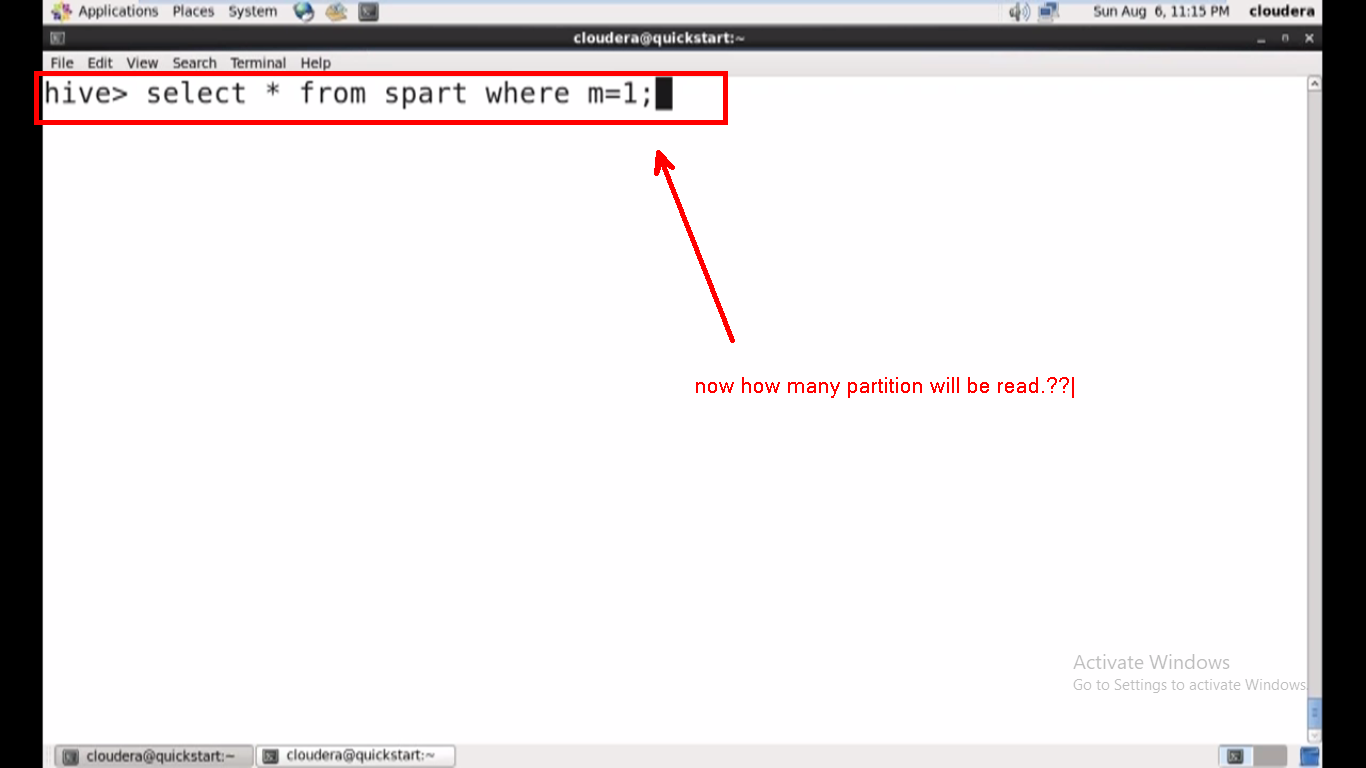 Applications Places System
Sun Aug 6, 11:15 PM cloudera
cloudera@quickstart:~
File Edit View Search Terminal Help
hive> select * from spart where m=1;
now how many partition will be read.??|
Activate Windows
Go to Settings to activate Windows.
cloudera@quickstart:~
cloudera@quickstart:~